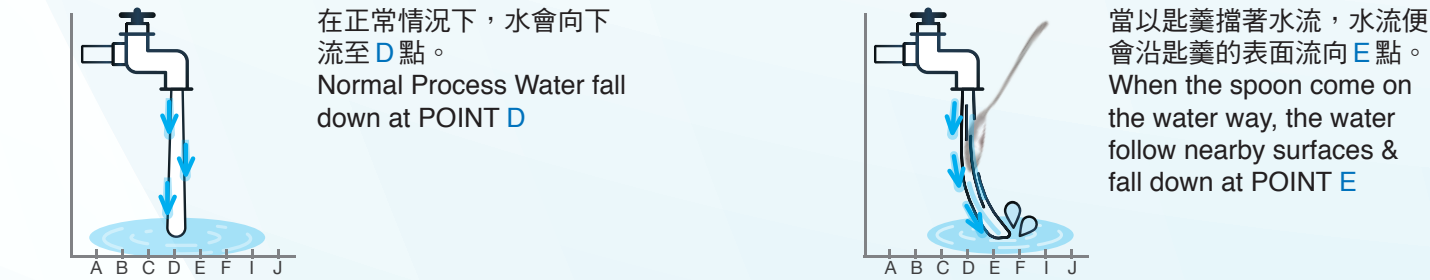 在正常情況下，水會向下
流至 D 點。
Normal Process Water fall
down at POINT D
A B C D E F I J
當以匙羹擋著水流，水流便
會沿匙羹的表面流向 E 點。
When the spoon come on
the water way, the water
follow nearby surfaces &
fall down at POINT E
A B C D E F I J